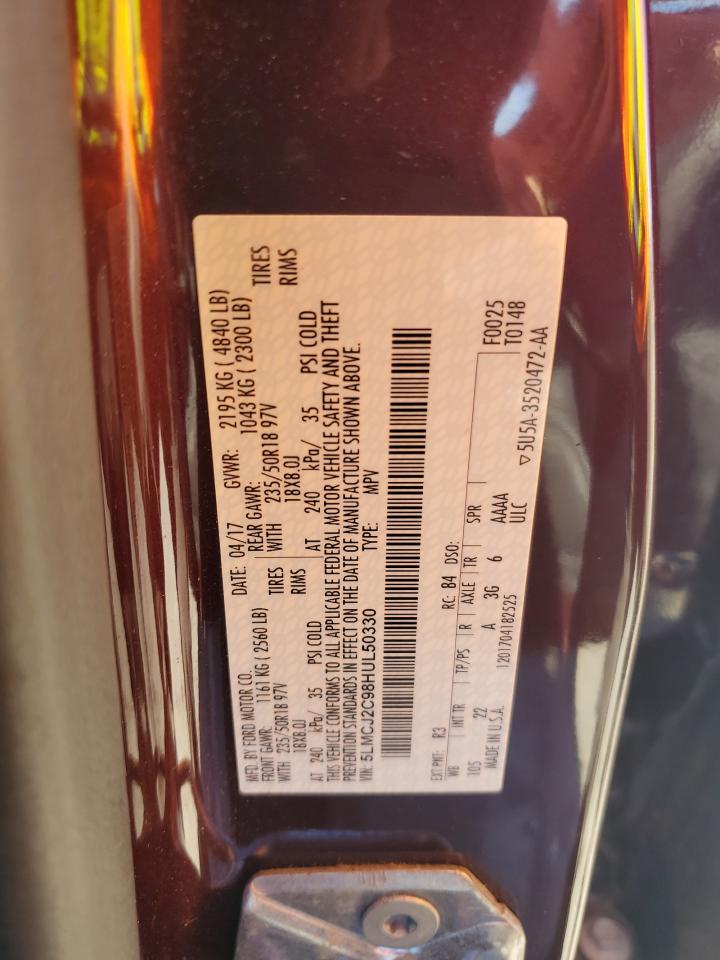 MFD. BY FORD MOTOR CO.
DATE: 04/17 GVWR: 2195 KG ( 4840 LB)
FRONT GAWR: 1161 KG ( 2560 LB) REAR GAWR: 1043 KG ( 2300 LB)
WITH 235/50R18 97V TIRES WITH 235/50R18 97V TIRES
18X8.0J RIMS 18X8.0J RIMS
AT 240 kPa/ 35 PSI COLD AT 240 kPa/ 35 PSI COLD
THIS VEHICLE CONFORMS TO ALL APPLICABLE FEDERAL MOTOR VEHICLE SAFETY AND THEFT
PREVENTION STANDARDS IN EFFECT ON THE DATE OF MANUFACTURE SHOWN ABOVE.
VIN: 5LMCJ2C98HUL50330 TYPE: MPV
EXT PNT: R3 RC: B4 DSO: F0025
WB INT TR TP/PS R AXLE TR SPR T0148
105 22 A 3G 6 AAAA
MADE IN U.S.A. 1201704182525 ULC
▽5U5A-3520472-AA